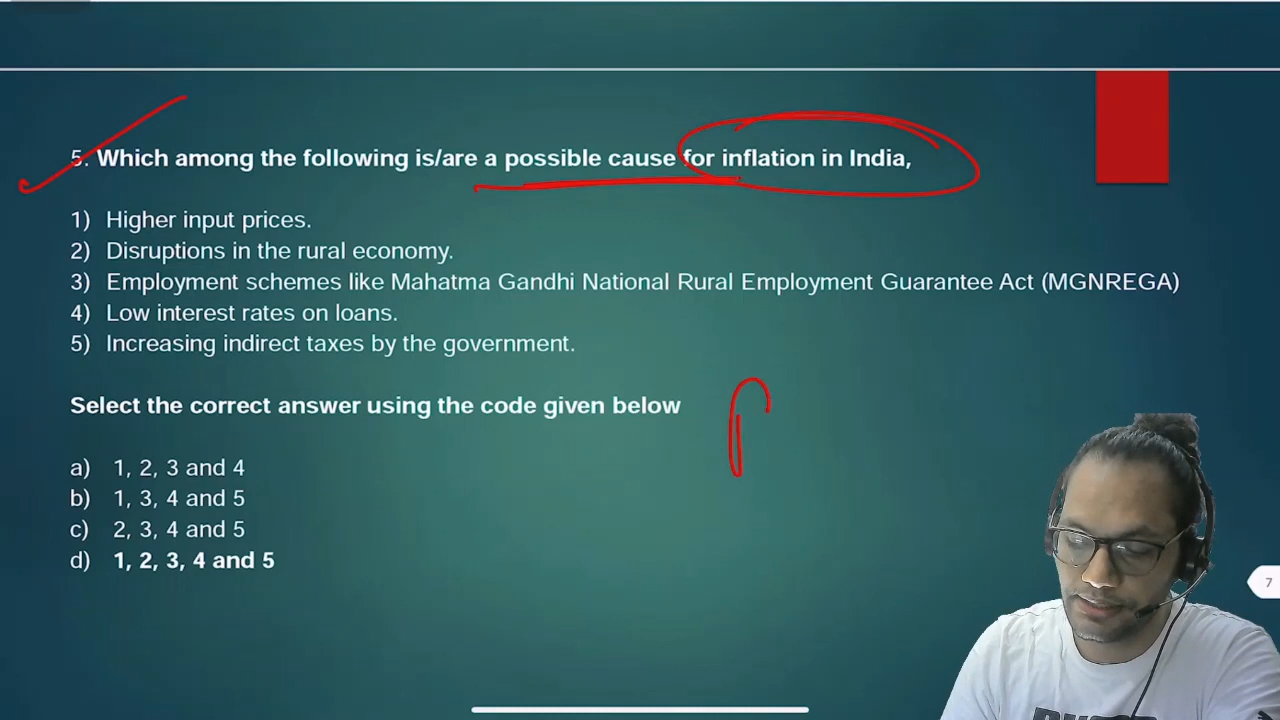 5. Which among the following is/are a possible cause for inflation in India,
1) Higher input prices.
2) Disruptions in the rural economy.
3) Employment schemes like Mahatma Gandhi National Rural Employment Guarantee Act (MGNREGA)
4) Low interest rates on loans.
5) Increasing indirect taxes by the government.
Select the correct answer using the code given below
a) 1, 2, 3 and 4
b) 1, 3, 4 and 5
c) 2, 3, 4 and 5
d) 1, 2, 3, 4 and 5
7